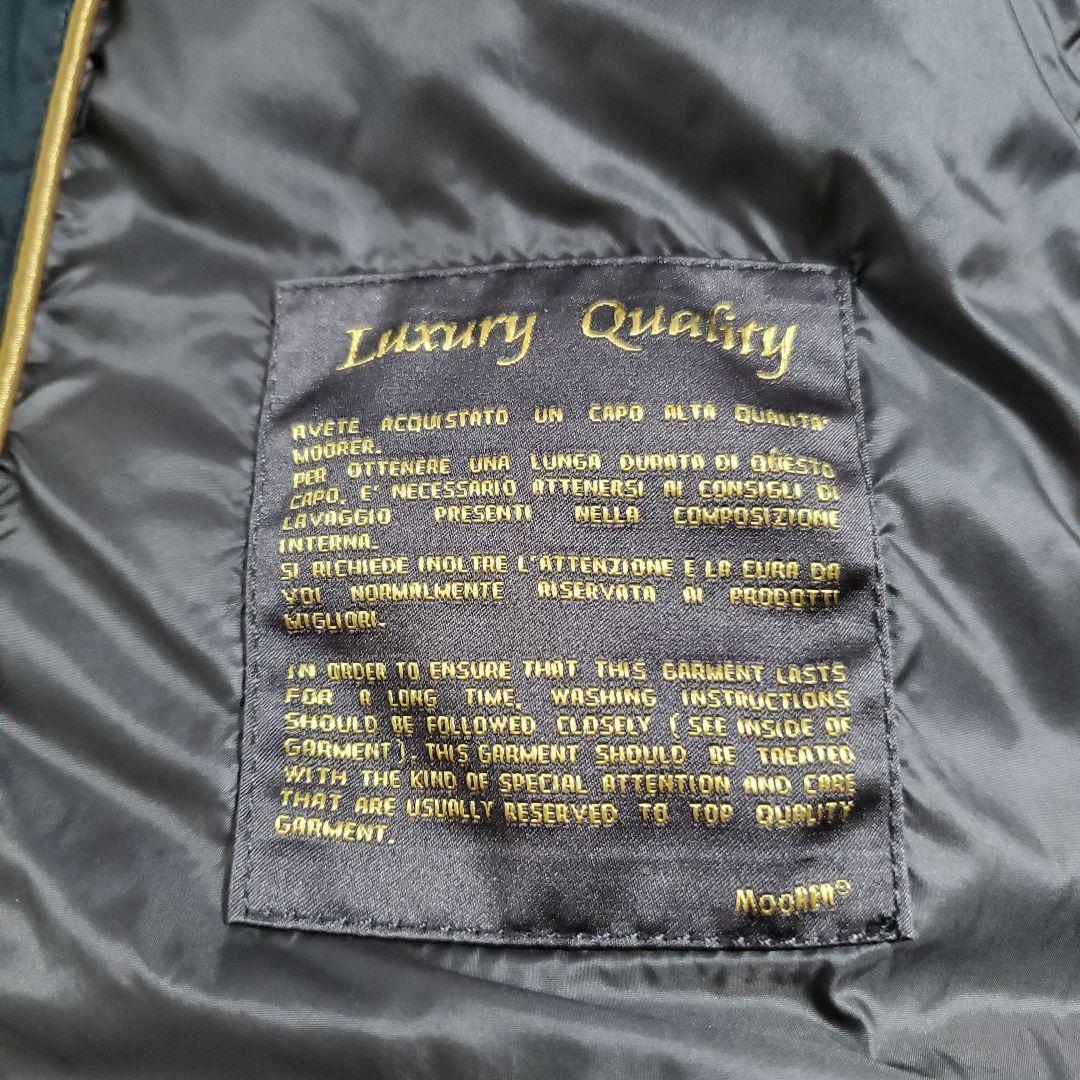 Luxury Quality
AVETE ACQUISTATO UN CAPO ALTA QUALITA'
MOORER.
PER OTTENERE UNA LUNGA DURATA DI QUESTO
CAPO, E' NECESSARIO ATTENERSI AI CONSIGLI DI
LAVAGGIO PRESENTI NELLA COMPOSIZIONE
INTERNA.
SI RICHIEDE INOLTRE L'ATTENZIONE E LA CURA DA
VOI NORMALMENTE RISERVATA AI PRODOTTI
MIGLIORI.
IN ORDER TO ENSURE THAT THIS GARMENT LASTS
FOR A LONG TIME, WASHING INSTRUCTIONS
SHOULD BE FOLLOWED CLOSELY (SEE INSIDE OF
GARMENT). THIS GARMENT SHOULD BE TREATED
WITH THE KIND OF SPECIAL ATTENTION AND CARE
THAT ARE USUALLY RESERVED TO TOP QUALITY
GARMENT.
MOORER®